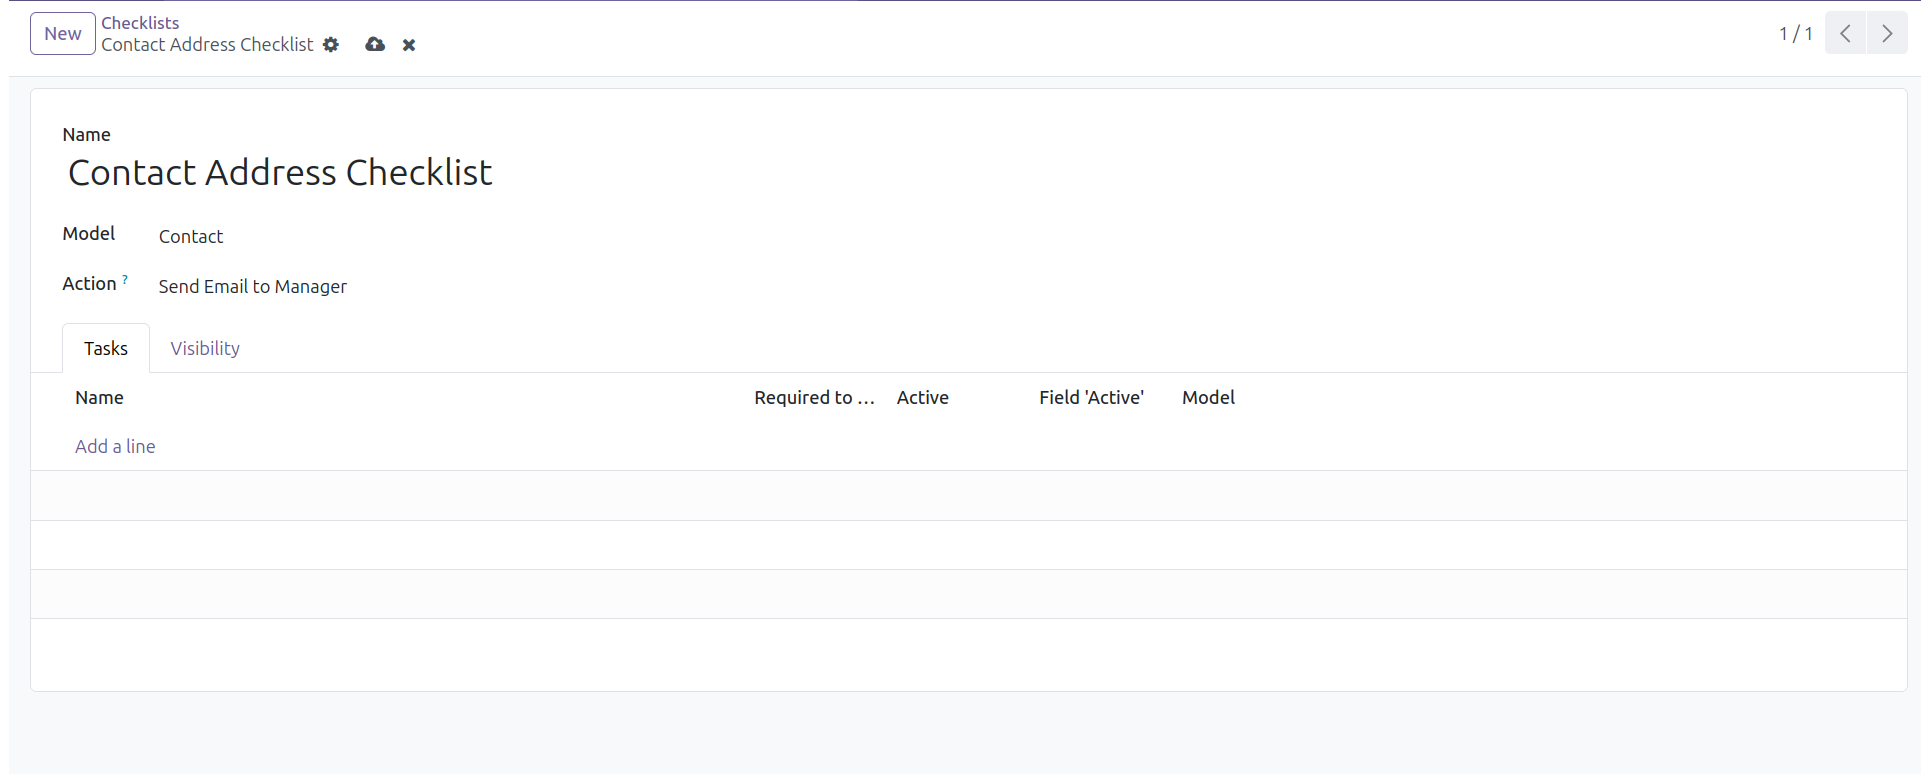 New
Checklists
Contact Address Checklist
1 / 1
Name
Contact Address Checklist
Model
Contact
Action ?
Send Email to Manager
Tasks
Visibility
Name
Required to ...
Active
Field 'Active'
Model
Add a line